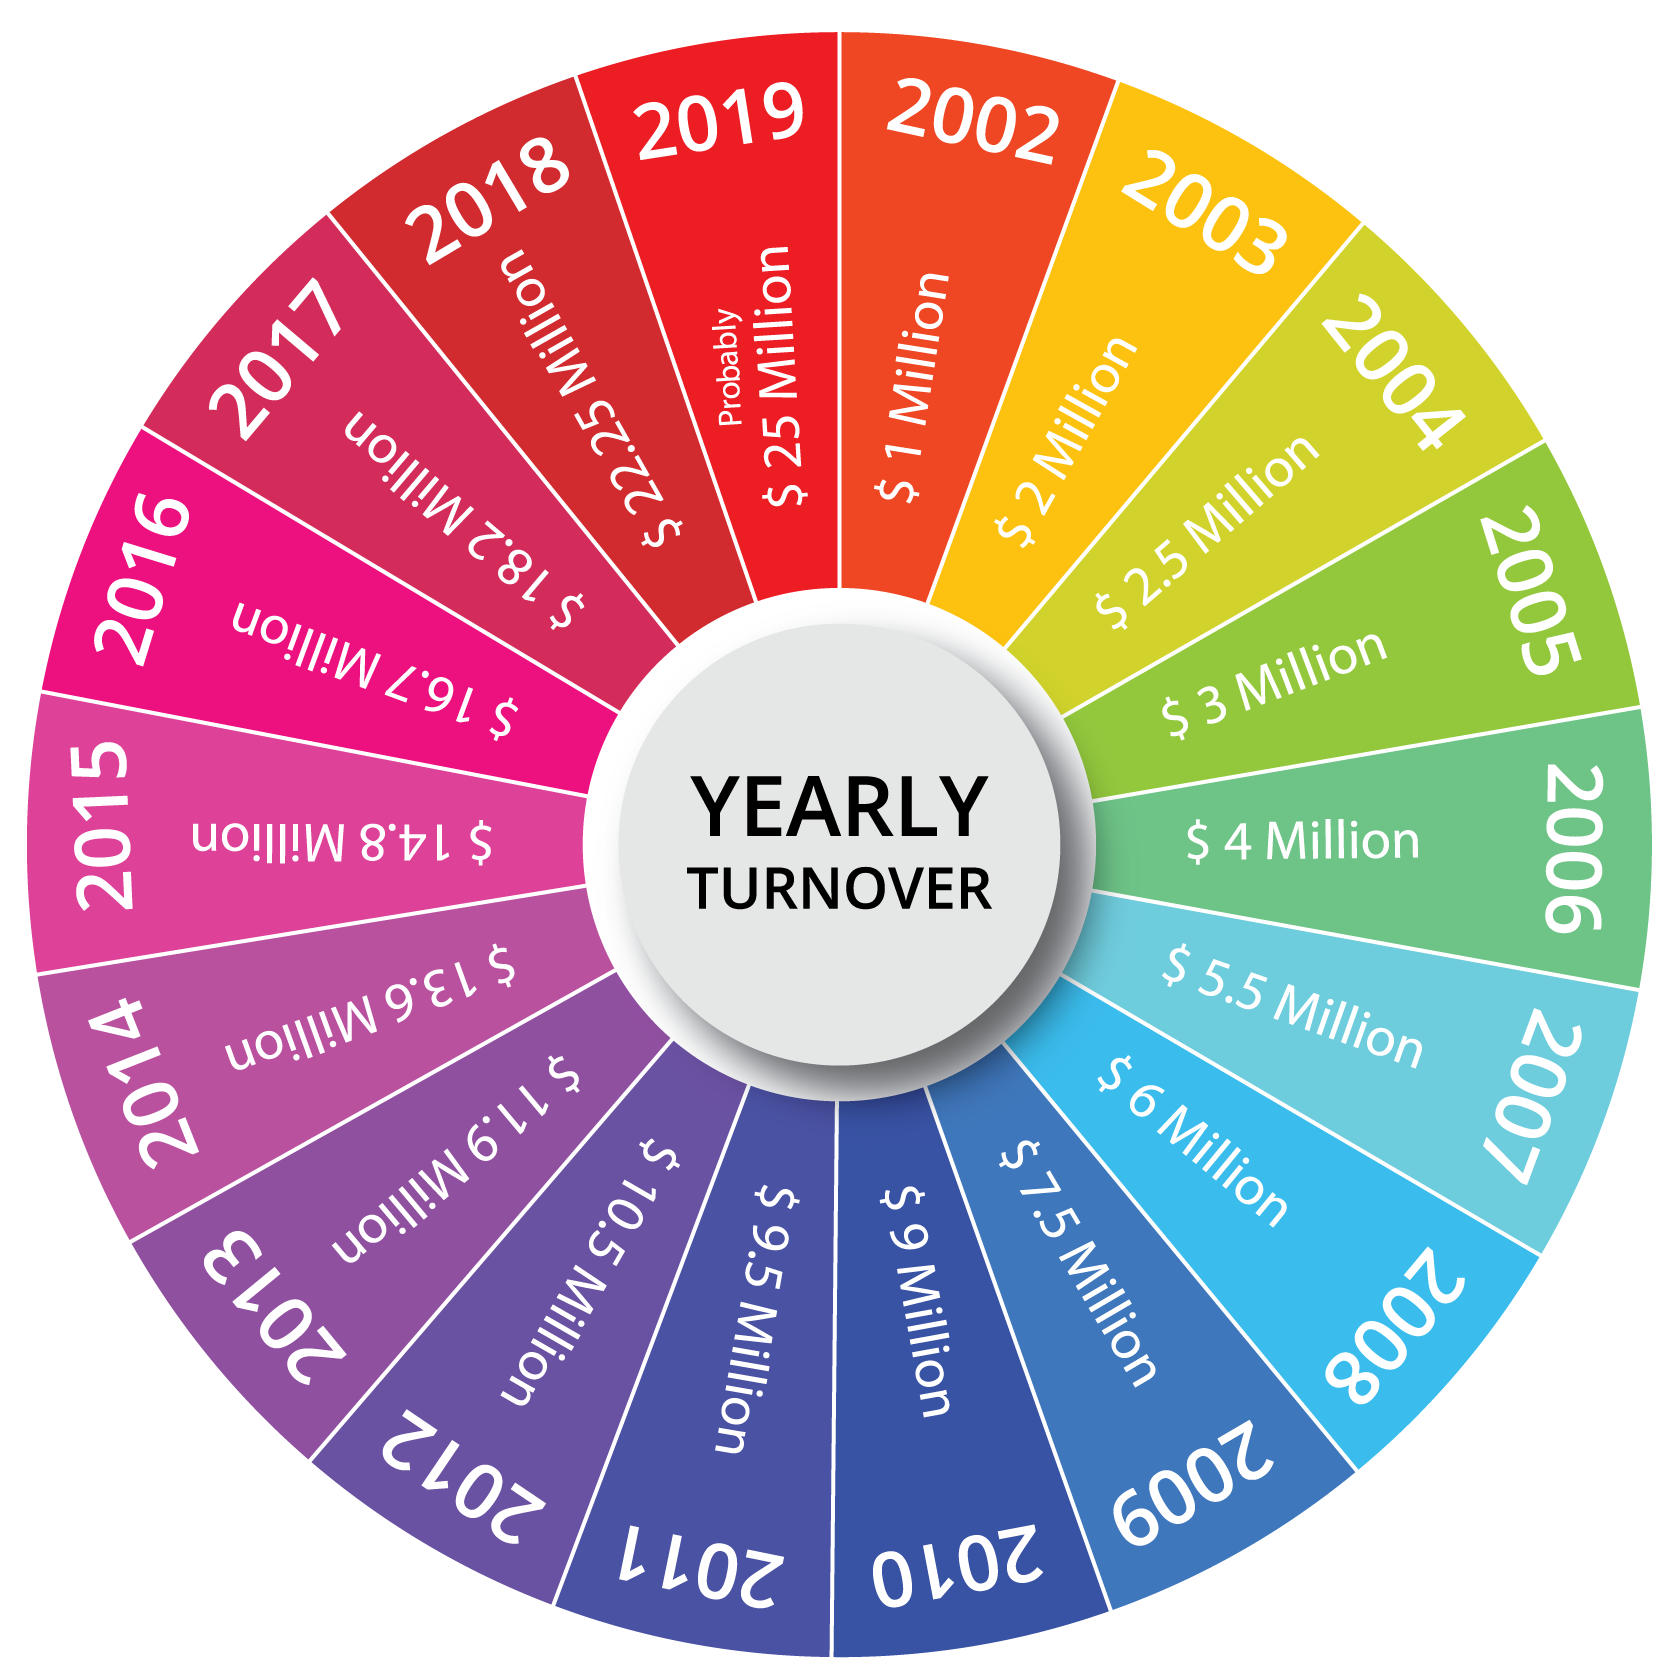 YEARLY
TURNOVER
2002
$ 1 Million
2003
$ 2 Million
2004
$ 2.5 Million
2005
$ 3 Million
2006
$ 4 Million
2007
$ 5.5 Million
2008
$ 6 Million
2009
$ 7.5 Million
2010
$ 9 Million
2011
$ 9.5 Million
2012
$ 10.5 Million
2013
$ 11.9 Million
2014
$ 13.6 Million
2015
$ 14.8 Million
2016
$ 16.7 Million
2017
$ 18.2 Million
2018
$ 22.25 Million
2019
Probably
$ 25 Million